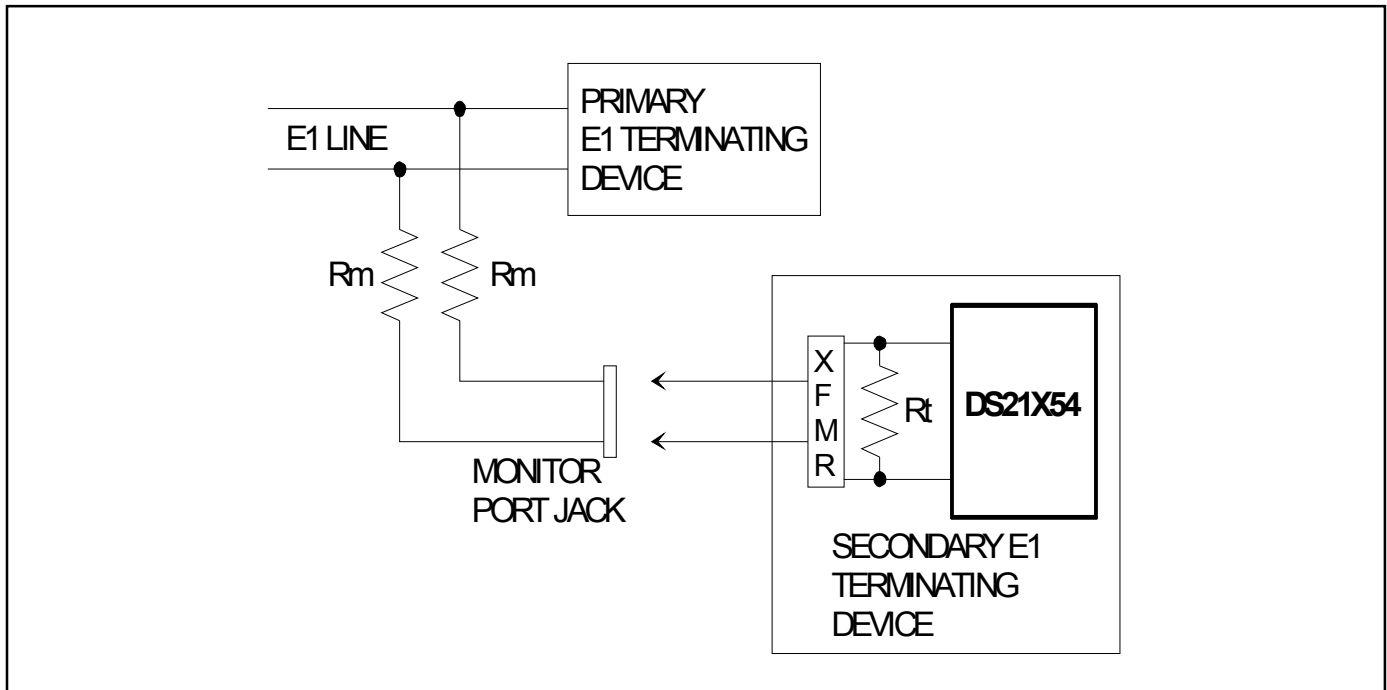 PRIMARY
E1 TERMINATING
DEVICE
E1 LINE
Rm
Rm
MONITOR
PORT JACK
X
F
M
R
Rt
DS21X54
SECONDARY E1
TERMINATING
DEVICE